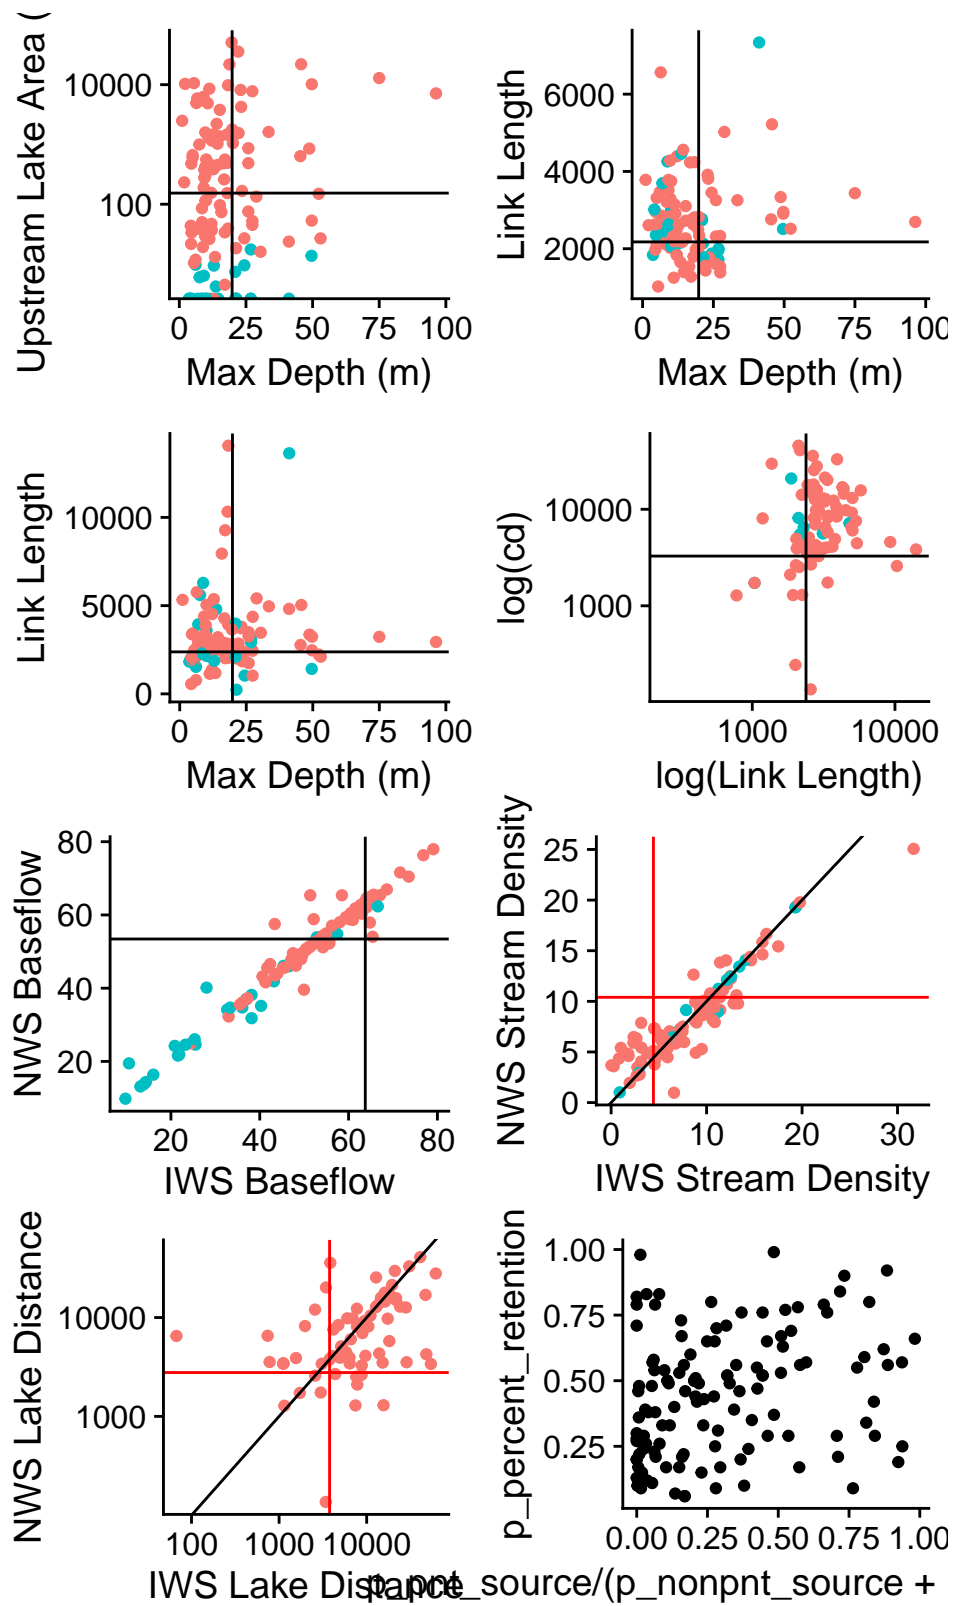 Upstream Lake Area (
10000
100
0 25 50 75 100
Max Depth (m)
Link Length
6000
4000
2000
0 25 50 75 100
Max Depth (m)
Link Length
10000
5000
0
0 25 50 75 100
Max Depth (m)
log(cd)
10000
1000
1000 10000
log(Link Length)
NWS Baseflow
80
60
40
20
20 40 60 80
IWS Baseflow
NWS Stream Density
25
20
15
10
5
0
0 10 20 30
IWS Stream Density
NWS Lake Distance
10000
1000
100 1000 10000
IWS Lake Distance
p_percent_retention
1.00
0.75
0.50
0.25
0.00 0.25 0.50 0.75 1.00
p_pnt_source/(p_nonpnt_source +